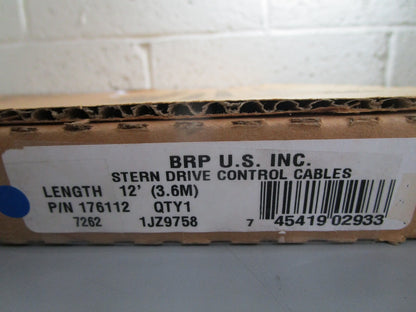 BRP U.S. INC.
STERN DRIVE CONTROL CABLES
LENGTH 12' (3.6M)
P/N 176112 QTY1
7262 1JZ9758
7 45419 02933